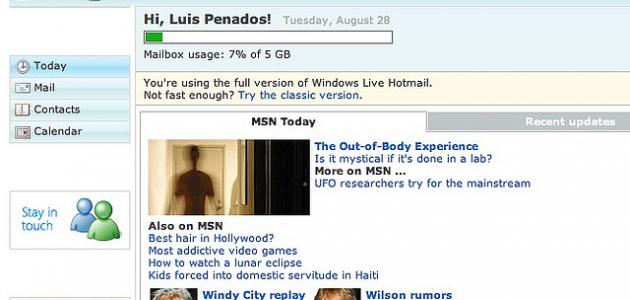 Hi, Luis Penados! Tuesday, August 28
Mailbox usage: 7% of 5 GB
Today
Mail
Contacts
Calendar
Stay in
touch
You're using the full version of Windows Live Hotmail.
Not fast enough? Try the classic version.
MSN Today
Recent updates
The Out-of-Body Experience
Is it mystical if it's done in a lab?
More on MSN ...
UFO researchers try for the mainstream
Also on MSN
Best hair in Hollywood?
Most addictive video games
How to watch a lunar eclipse
Kids forced into domestic servitude in Haiti
Windy City replay
Wilson rumors